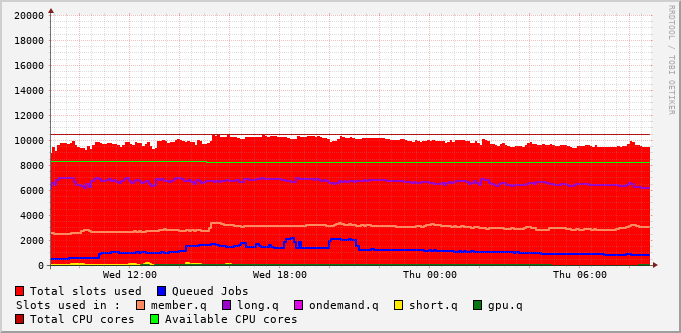 20000
18000
16000
14000
12000
10000
8000
6000
4000
2000
0
Wed 12:00 Wed 18:00 Thu 00:00 Thu 06:00
Total slots used Queued Jobs
Slots used in : member.q long.q ondemand.q short.q gpu.q
Total CPU cores Available CPU cores
RRDTOOL / TOBI OETIKER